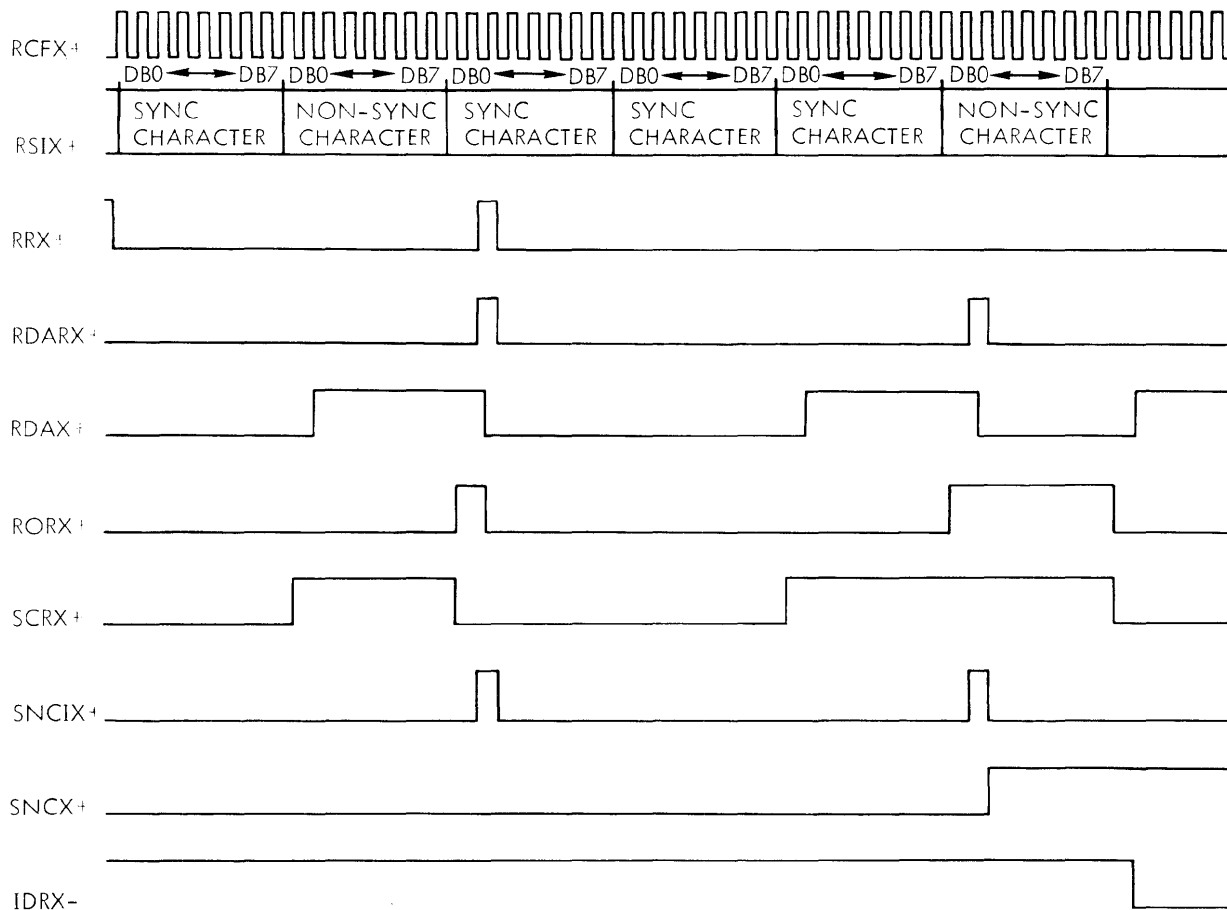 RCFX+
DB0 DB7 DB0 DB7 DB0 DB7 DB0 DB7 DB0 DB7 DB0 DB7
SYNC NON-SYNC SYNC SYNC SYNC NON-SYNC
CHARACTER CHARACTER CHARACTER CHARACTER CHARACTER CHARACTER
RSIX+
RRX+
RDARX+
RDAX+
RORX+
SCRX+
SNCIX+
SNCX+
IDRX-